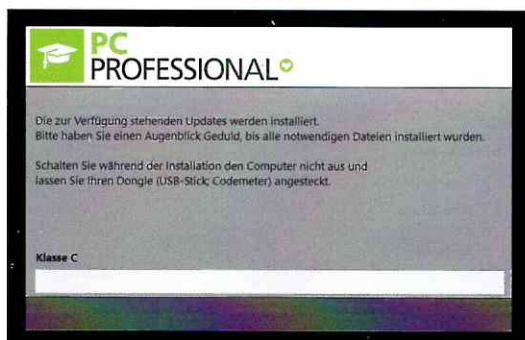 PC
PROFESSIONAL
Die zur Verfügung stehenden Updates werden installiert.
Bitte haben Sie einen Augenblick Geduld, bis alle notwendigen Dateien installiert wurden.
Schalten Sie während der Installation den Computer nicht aus und
lassen Sie Ihren Dongle (USB-Stick; Codemeter) angesteckt.
Klasse C